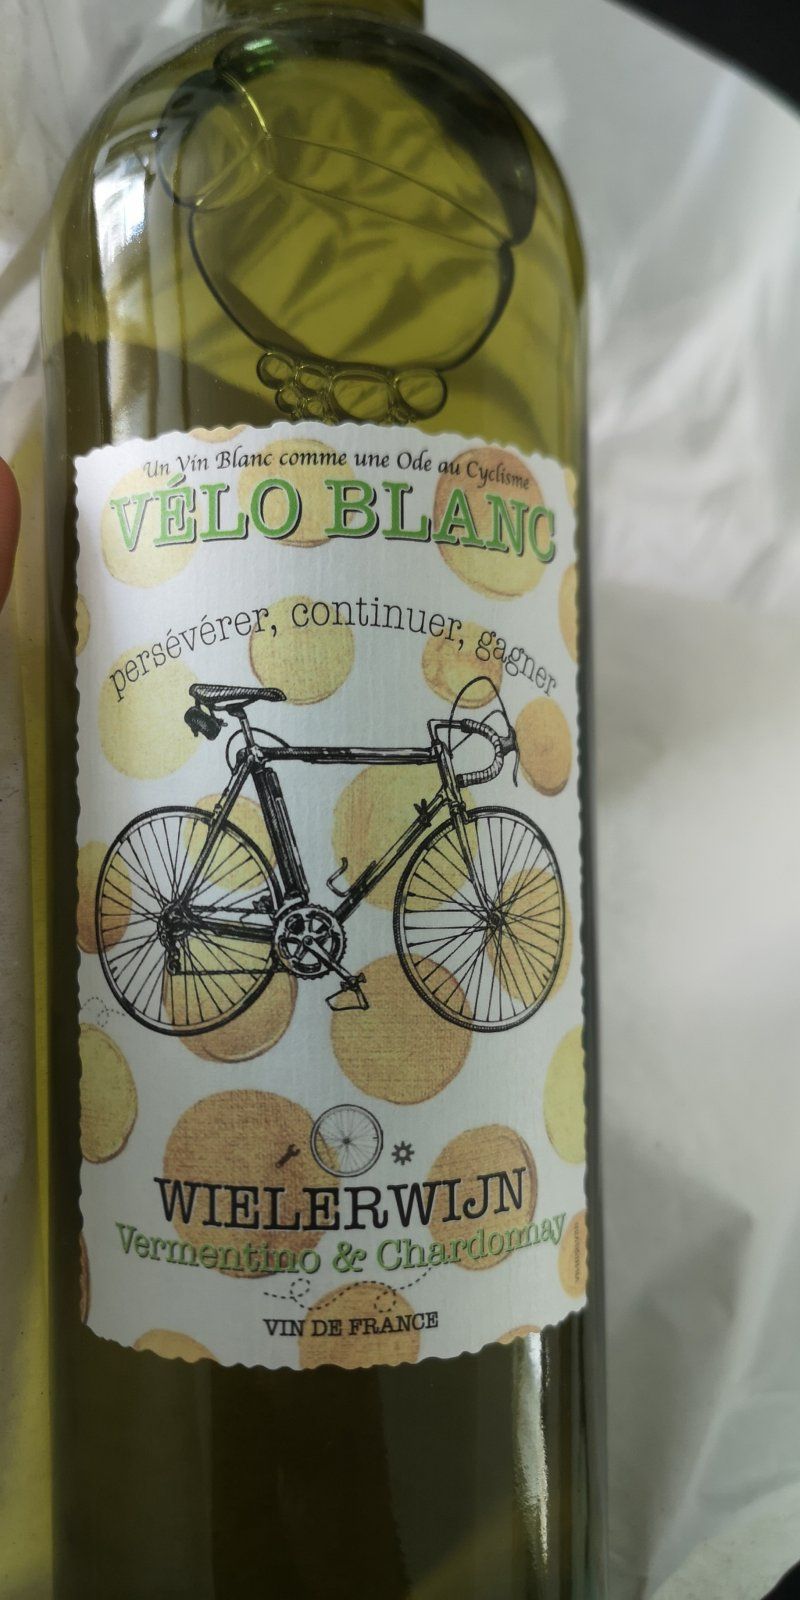 Un Vin Blanc comme une Ode au Cyclisme
VÉLO BLANC
persévérer, continuer, gagner
WIELERWIJN
Vermentino & Chardonnay
VIN DE FRANCE